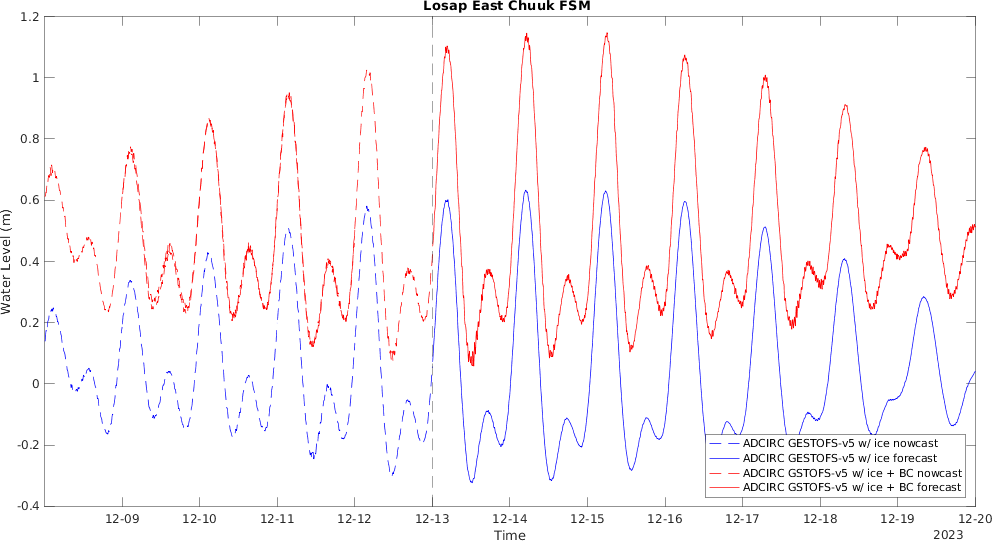 Losap East Chuuk FSM
1.2
1
0.8
0.6
0.4
0.2
0
-0.2
-0.4
Water Level (m)
ADCIRC GESTOFS-v5 w/ ice nowcast
ADCIRC GESTOFS-v5 w/ ice forecast
ADCIRC GSTOFS-v5 w/ ice + BC nowcast
ADCIRC GSTOFS-v5 w/ ice + BC forecast
12-09 12-10 12-11 12-12 12-13 12-14 12-15 12-16 12-17 12-18 12-19 12-20
Time
2023